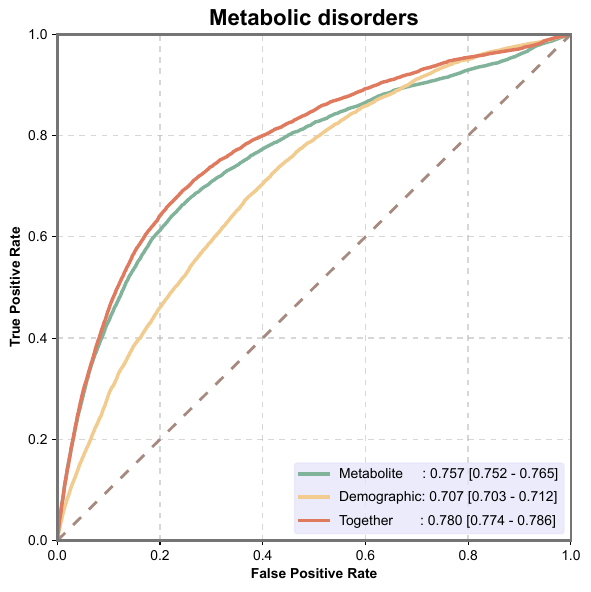 Metabolic disorders
True Positive Rate
1.0
0.8
0.6
0.4
0.2
0.0
Metabolite : 0.757 [0.752 - 0.765]
Demographic: 0.707 [0.703 - 0.712]
Together : 0.780 [0.774 - 0.786]
0.0 0.2 0.4 0.6 0.8 1.0
False Positive Rate